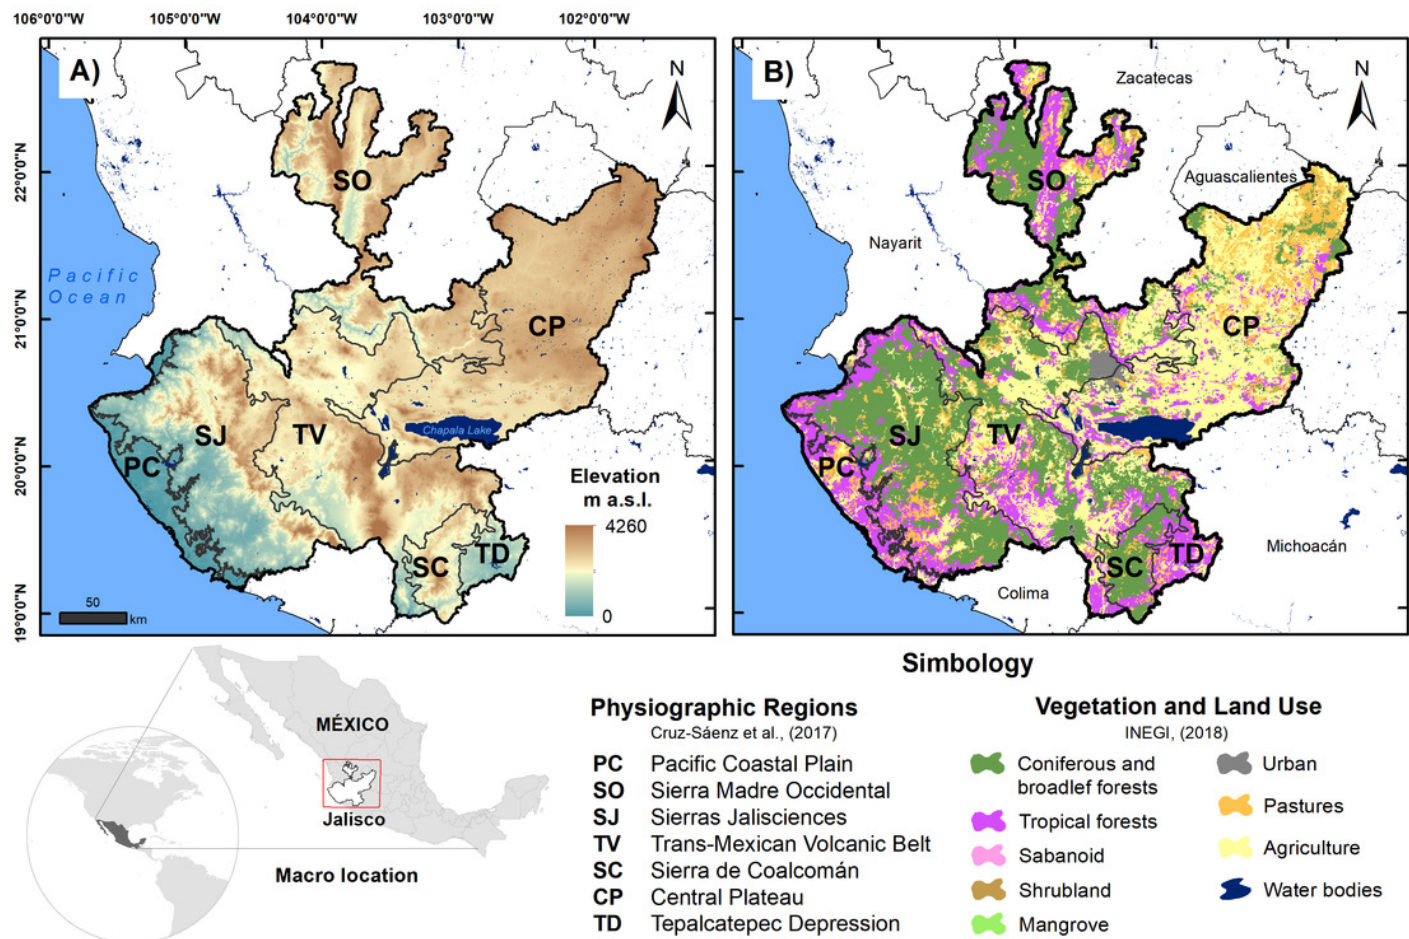 106°0'0"W 105°0'0"W 104°0'0"W 103°0'0"W 102°0'0"W
A)
N
SO
22°0'0"N
Pacific
Ocean
21°0'0"N
CP
SJ
TV
Chapala Lake
PC
20°0'0"N
Elevation
m a.s.l.
4260
0
SC
TD
50
km
19°0'0"N
B)
Zacatecas
N
SO
Aguascalientes
Nayarit
CP
SJ
TV
PC
Michoacán
SC
TD
Colima
MÉXICO
Jalisco
Macro location
Simbology
Physiographic Regions
Cruz-Sáenz et al., (2017)
PC Pacific Coastal Plain
SO Sierra Madre Occidental
SJ Sierras Jalisciences
TV Trans-Mexican Volcanic Belt
SC Sierra de Coalcomán
CP Central Plateau
TD Tepalcatepec Depression
Vegetation and Land Use
INEGI, (2018)
Coniferous and
broadlef forests
Tropical forests
Sabanoid
Shrubland
Mangrove
Urban
Pastures
Agriculture
Water bodies